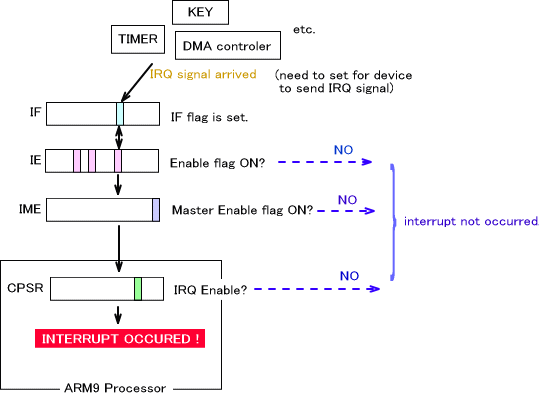 KEY
TIMER
etc.
DMA controler
IRQ signal arrived
(need to set for device
to send IRQ signal)
IF
IF flag is set.
IE
Enable flag ON?
NO
IME
Master Enable flag ON?
NO
interrupt not occurred.
CPSR
IRQ Enable?
NO
INTERRUPT OCCURED !
ARM9 Processor